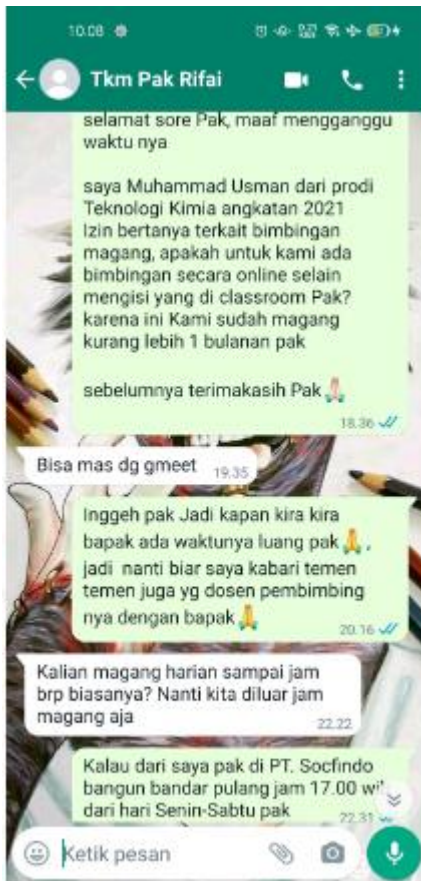 10.08
Tkm Pak Rifai
selamat sore Pak, maaf mengganggu
waktu nya
saya Muhammad Usman dari prodi
Teknologi Kimia angkatan 2021
Izin bertanya terkait bimbingan
magang, apakah untuk kami ada
bimbingan secara online selain
mengisi yang di classroom Pak?
karena ini Kami sudah magang
kurang lebih 1 bulanan pak
sebelumnya terimakasih Pak🙏
18.36
Bisa mas dg gmeet 19.35
Inggeh pak Jadi kapan kira kira
bapak ada waktunya luang pak🙏,
jadi nanti biar saya kabari temen
temen juga yg dosen pembimbing
nya dengan bapak🙏
20.16
Kalian magang harian sampai jam
brp biasanya? Nanti kita diluar jam
magang aja
22.22
Kalau dari saya pak di PT. Socfindo
bangun bandar pulang jam 17.00 wib
dari hari Senin-Sabtu pak 22.31
Ketik pesan